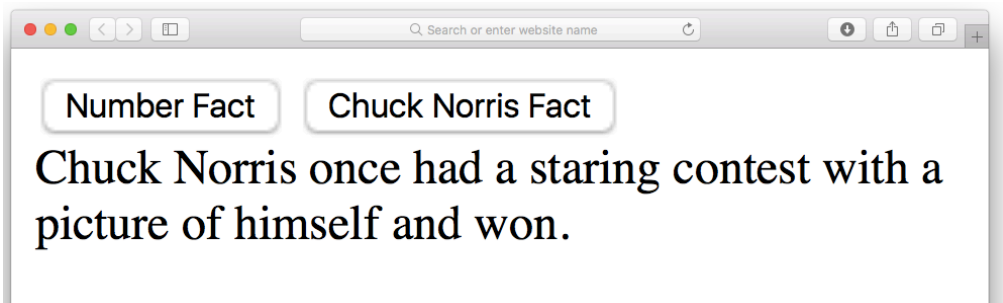 Search or enter website name
Number Fact Chuck Norris Fact
Chuck Norris once had a staring contest with a
picture of himself and won.